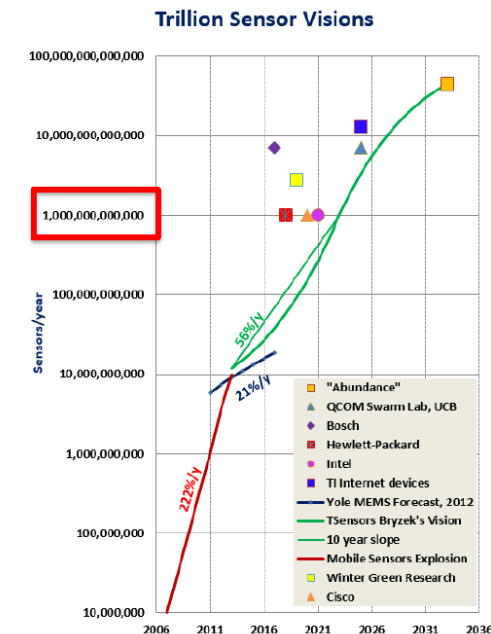 Trillion Sensor Visions
100,000,000,000,000
10,000,000,000,000
1,000,000,000,000
100,000,000,000
10,000,000,000
1,000,000,000
100,000,000
10,000,000
Sensors/year
222%/y
56%/y
21%/y
"Abundance"
QCOM Swarm Lab, UCB
Bosch
Hewlett-Packard
Intel
TI Internet devices
Yole MEMS Forecast, 2012
TSensors Bryzek's Vision
10 year slope
Mobile Sensors Explosion
Winter Green Research
Cisco
2006 2011 2016 2021 2026 2031 2036